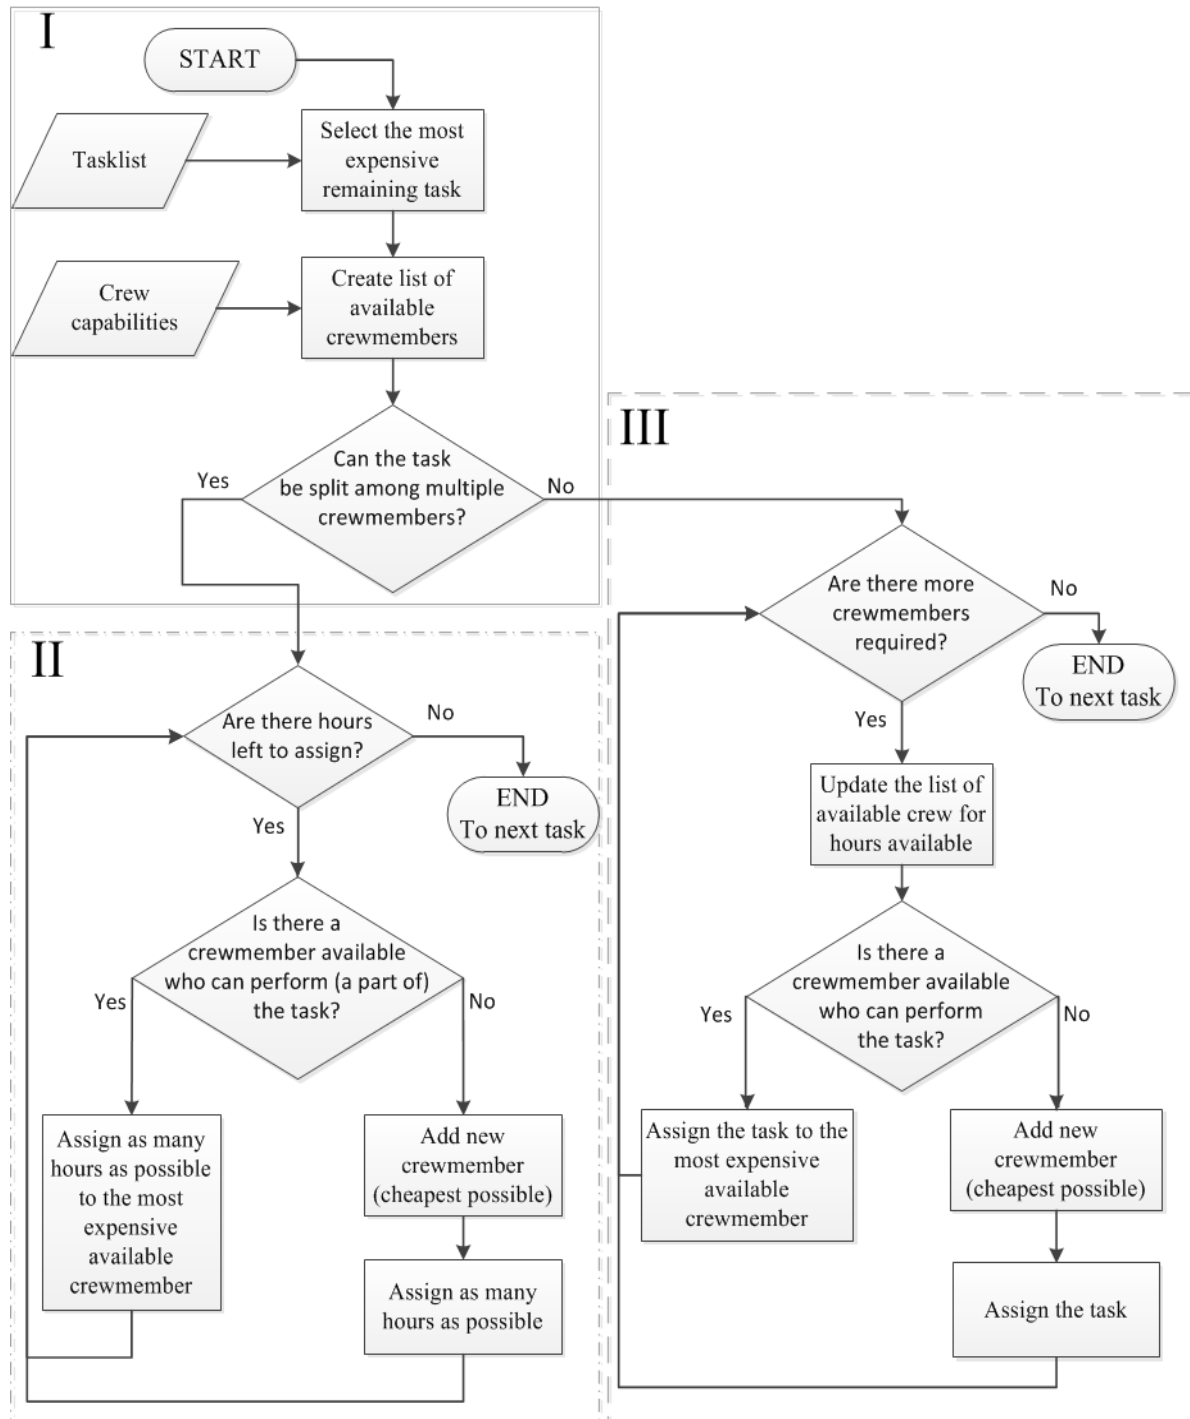 I
START
Tasklist
Select the most
expensive
remaining task
Crew
capabilities
Create list of
available
crewmembers
Can the task
be split among multiple
crewmembers?
Yes
No
II
Are there hours
left to assign?
No
END
To next task
Yes
Is there a
crewmember available
who can perform (a part of)
the task?
Yes
No
Assign as many
hours as possible
to the most
expensive
available
crewmember
Add new
crewmember
(cheapest possible)
Assign as many
hours as possible
III
Are there more
crewmembers
required?
No
END
To next task
Yes
Update the list of
available crew for
hours available
Is there a
crewmember available
who can perform
the task?
Yes
No
Assign the task to the
most expensive
available
crewmember
Add new
crewmember
(cheapest possible)
Assign the task